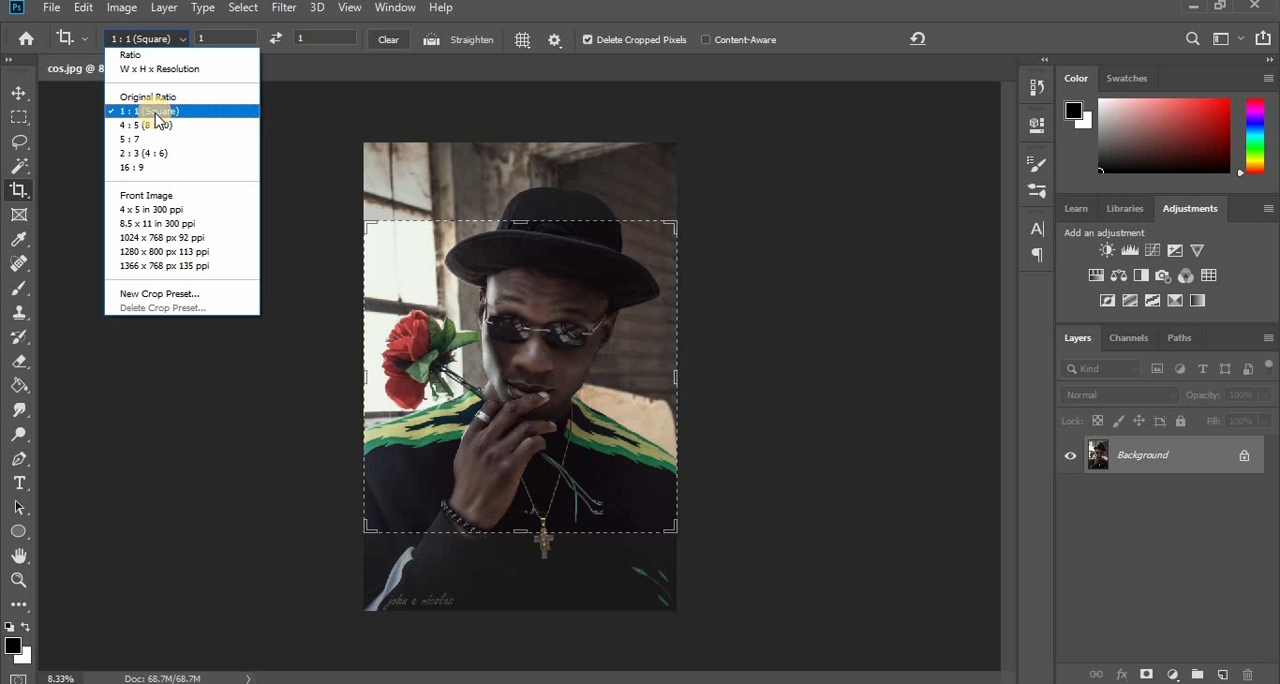 Ps File Edit Image Layer Type Select Filter 3D View Window Help
1 : 1 (Square) 1 1 Clear Straighten Delete Cropped Pixels Content-Aware
cos.jpg @ 8
Ratio
W x H x Resolution
Original Ratio
1 : 1 (Square)
4 : 5 (8
5 : 7
2 : 3 (4 : 6)
16 : 9
Front Image
4 x 5 in 300 ppi
8.5 x 11 in 300 ppi
1024 x 768 px 92 ppi
1280 x 800 px 113 ppi
1366 x 768 px 135 ppi
New Crop Preset...
Delete Crop Preset...
john e nicolas
8.33% Doc: 68.7M/68.7M
Color Swatches
Learn Libraries Adjustments
Add an adjustment
Layers Channels Paths
Kind
Normal Opacity: 100%
Lock: Fill: 100%
Background